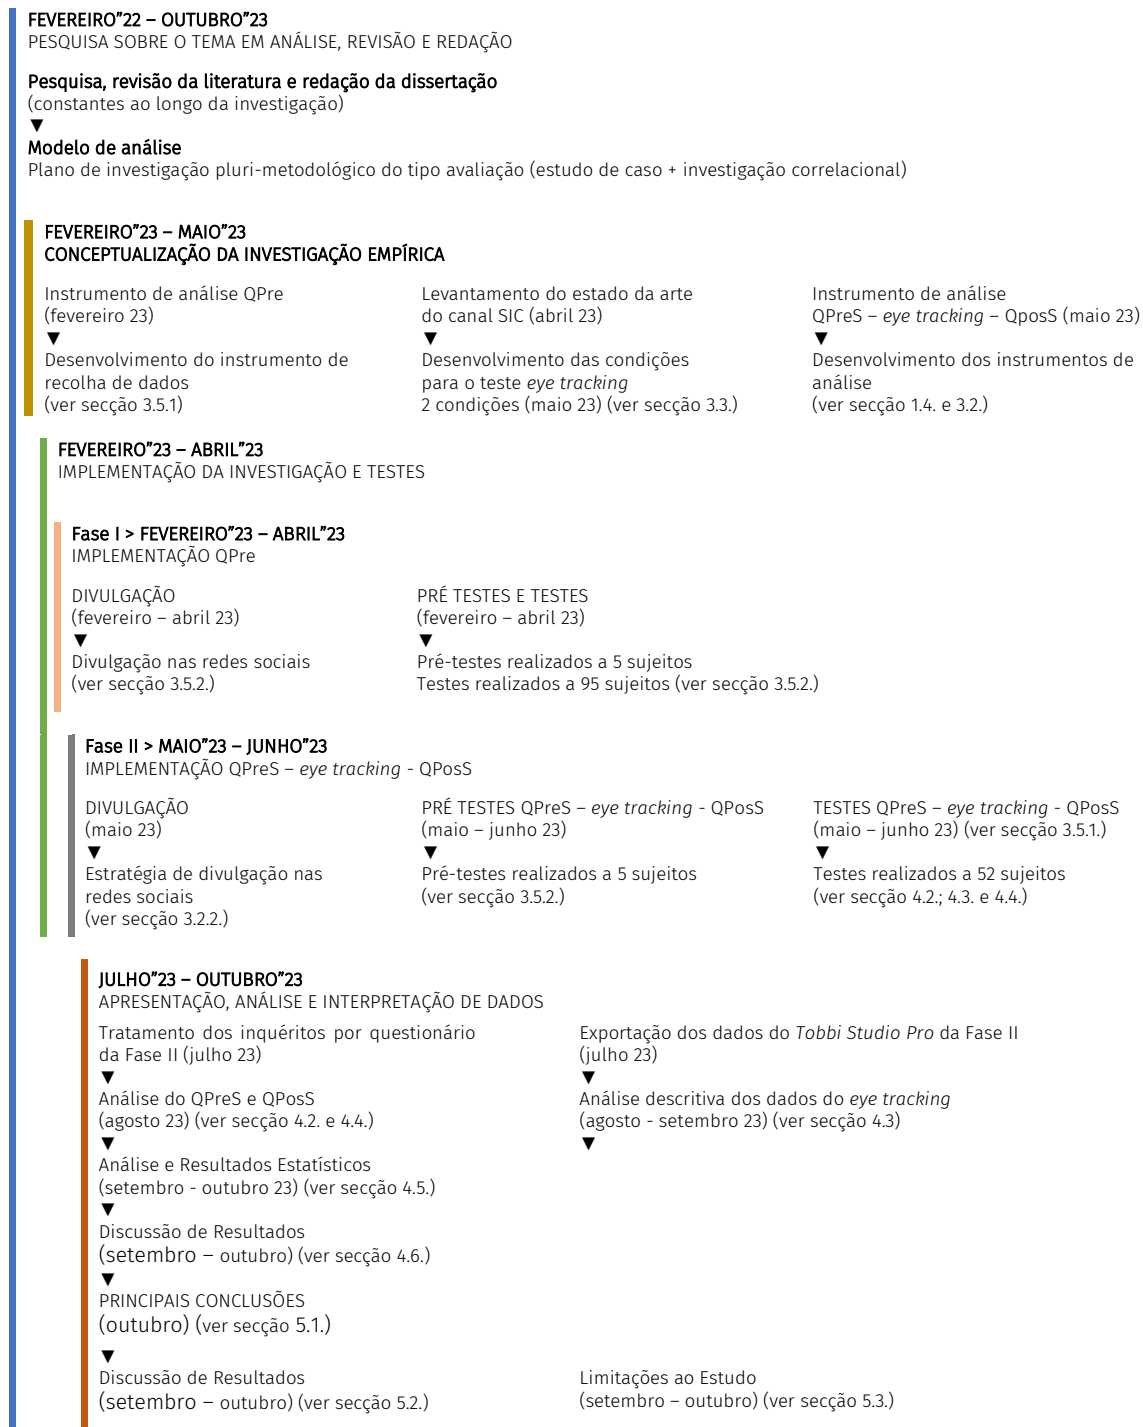 FEVEREIRO”22 – OUTUBRO”23
PESQUISA SOBRE O TEMA EM ANÁLISE, REVISÃO E REDAÇÃO
Pesquisa, revisão da literatura e redação da dissertação
(constantes ao longo da investigação)
▼
Modelo de análise
Plano de investigação pluri-metodológico do tipo avaliação (estudo de caso + investigação correlacional)
FEVEREIRO”23 – MAIO”23
CONCEPTUALIZAÇÃO DA INVESTIGAÇÃO EMPÍRICA
Instrumento de análise QPre
(fevereiro 23)
▼
Desenvolvimento do instrumento de
recolha de dados
(ver secção 3.5.1)
Levantamento do estado da arte
do canal SIC (abril 23)
▼
Desenvolvimento das condições
para o teste eye tracking
2 condições (maio 23) (ver secção 3.3.)
Instrumento de análise
QPreS – eye tracking – QposS (maio 23)
▼
Desenvolvimento dos instrumentos de
análise
(ver secção 1.4. e 3.2.)
FEVEREIRO”23 – ABRIL”23
IMPLEMENTAÇÃO DA INVESTIGAÇÃO E TESTES
Fase I > FEVEREIRO”23 – ABRIL”23
IMPLEMENTAÇÃO QPre
DIVULGAÇÃO
(fevereiro – abril 23)
▼
Divulgação nas redes sociais
(ver secção 3.5.2.)
PRÉ TESTES E TESTES
(fevereiro – abril 23)
▼
Pré-testes realizados a 5 sujeitos
Testes realizados a 95 sujeitos (ver secção 3.5.2.)
Fase II > MAIO”23 – JUNHO”23
IMPLEMENTAÇÃO QPreS – eye tracking - QPosS
DIVULGAÇÃO
(maio 23)
▼
Estratégia de divulgação nas
redes sociais
(ver secção 3.2.2.)
PRÉ TESTES QPreS – eye tracking - QPosS
(maio – junho 23)
▼
Pré-testes realizados a 5 sujeitos
(ver secção 3.5.2.)
TESTES QPreS – eye tracking - QPosS
(maio – junho 23) (ver secção 3.5.1.)
▼
Testes realizados a 52 sujeitos
(ver secção 4.2.; 4.3. e 4.4.)
JULHO”23 – OUTUBRO”23
APRESENTAÇÃO, ANÁLISE E INTERPRETAÇÃO DE DADOS
Tratamento dos inquéritos por questionário
da Fase II (julho 23)
▼
Análise do QPreS e QPosS
(agosto 23) (ver secção 4.2. e 4.4.)
▼
Análise e Resultados Estatísticos
(setembro - outubro 23) (ver secção 4.5.)
▼
Discussão de Resultados
(setembro – outubro) (ver secção 4.6.)
▼
PRINCIPAIS CONCLUSÕES
(outubro) (ver secção 5.1.)
▼
Discussão de Resultados
(setembro – outubro) (ver secção 5.2.)
Exportação dos dados do Tobbi Studio Pro da Fase II
(julho 23)
▼
Análise descritiva dos dados do eye tracking
(agosto - setembro 23) (ver secção 4.3)
▼
Limitações ao Estudo
(setembro – outubro) (ver secção 5.3.)